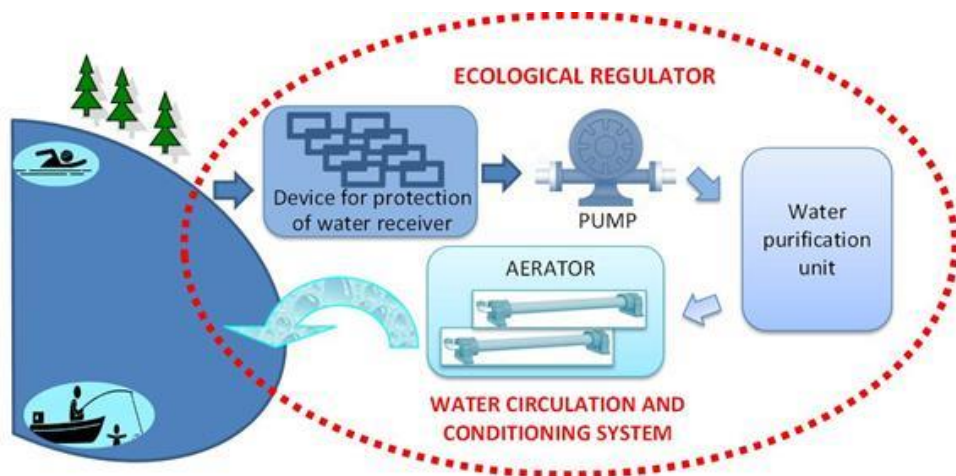 ECOLOGICAL REGULATOR
Device for protection
of water receiver
PUMP
Water
purification
unit
AERATOR
WATER CIRCULATION AND
CONDITIONING SYSTEM